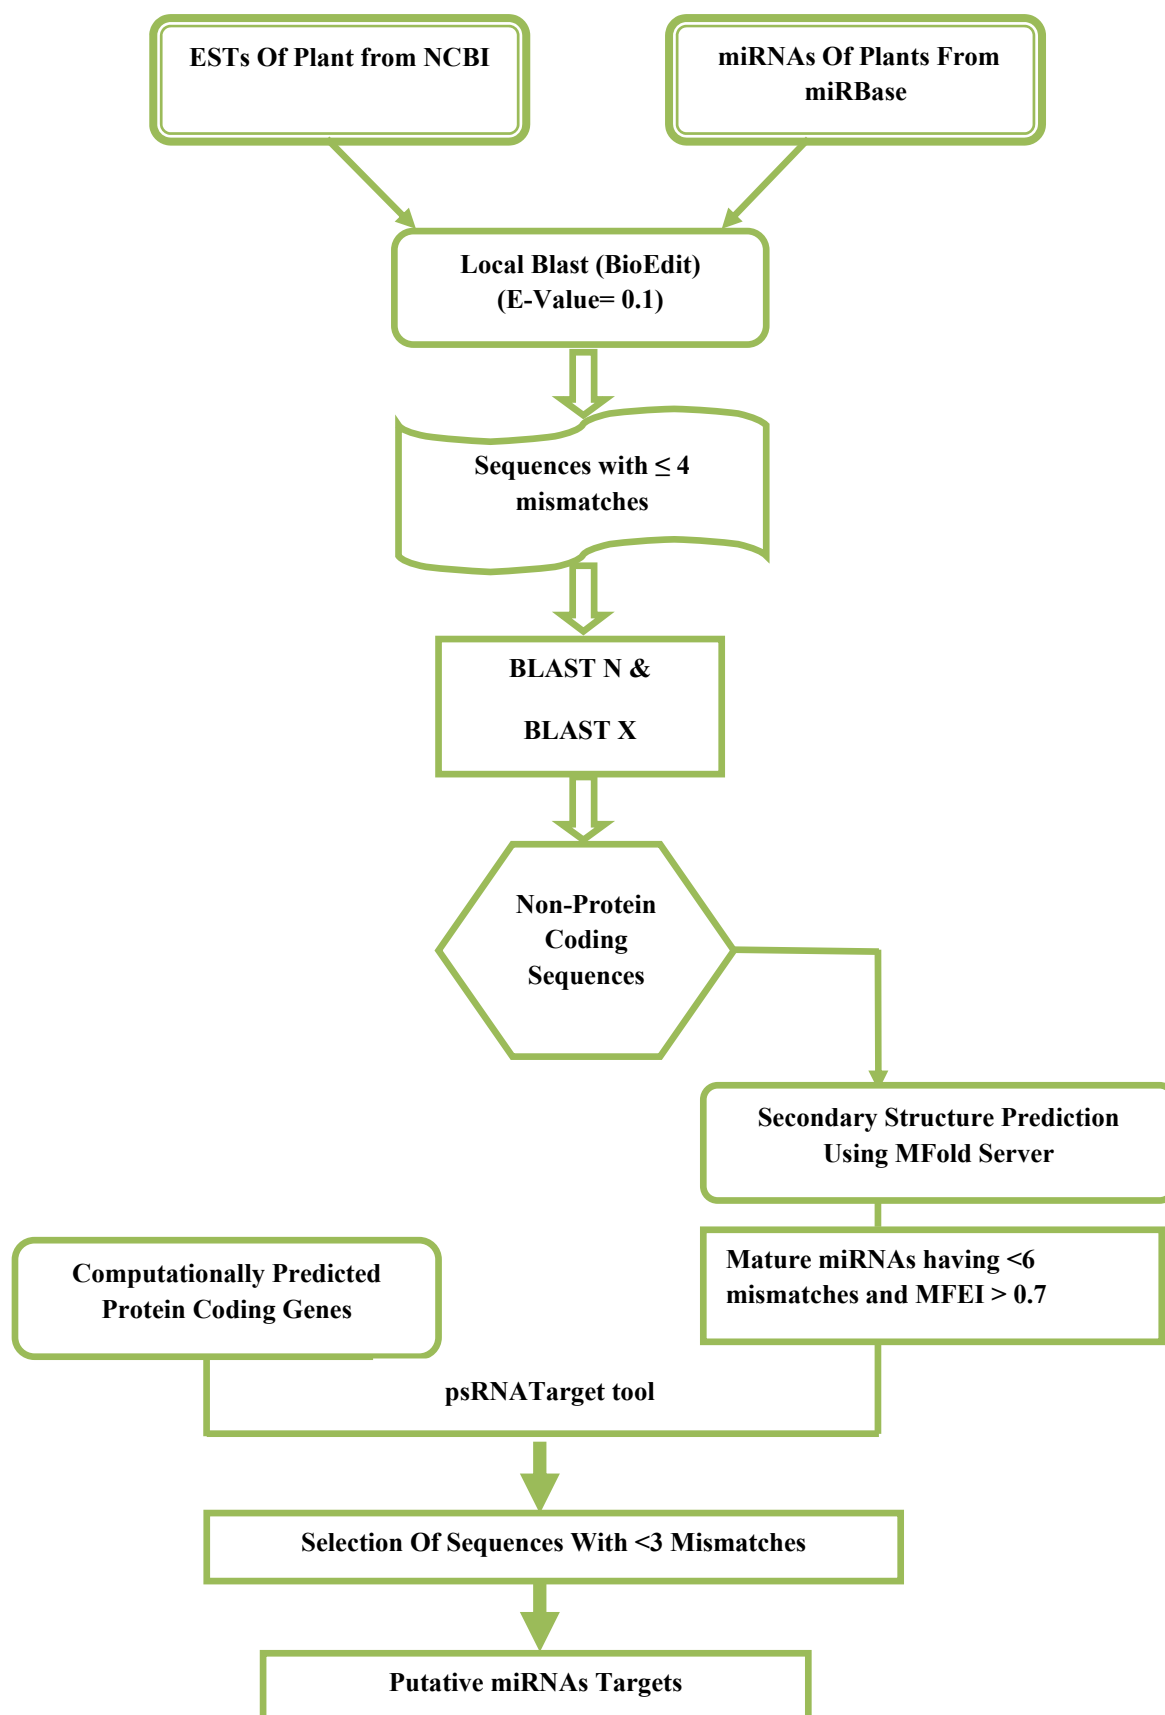 ESTs Of Plant from NCBI
miRNAs Of Plants From
miRBase
Local Blast (BioEdit)
(E-Value= 0.1)
Sequences with ≤ 4
mismatches
BLAST N &
BLAST X
Non-Protein
Coding
Sequences
Secondary Structure Prediction
Using MFold Server
Mature miRNAs having <6
mismatches and MFEI > 0.7
Computationally Predicted
Protein Coding Genes
psRNATarget tool
Selection Of Sequences With <3 Mismatches
Putative miRNAs Targets